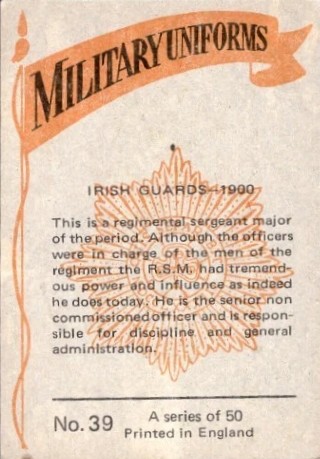 MILITARY UNIFORMS
IRISH GUARDS—1900
This is a regimental sergeant major
of the period. Although the officers
were in charge of the men of the
regiment the R.S.M. had tremend-
ous power and influence as indeed
he does today. He is the senior non
commissioned officer and is respon-
sible for discipline and general
administration.
No. 39
A series of 50
Printed in England